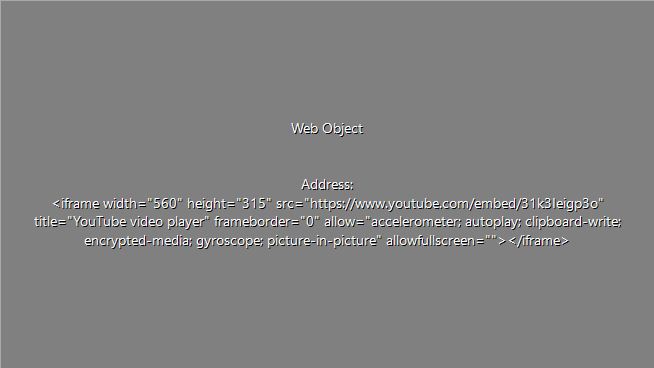 Web Object
Address:
<iframe width="560" height="315" src="https://www.youtube.com/embed/31k3Ieigp3o"
title="YouTube video player" frameborder="0" allow="accelerometer; autoplay; clipboard-write;
encrypted-media; gyroscope; picture-in-picture" allowfullscreen=""></iframe>